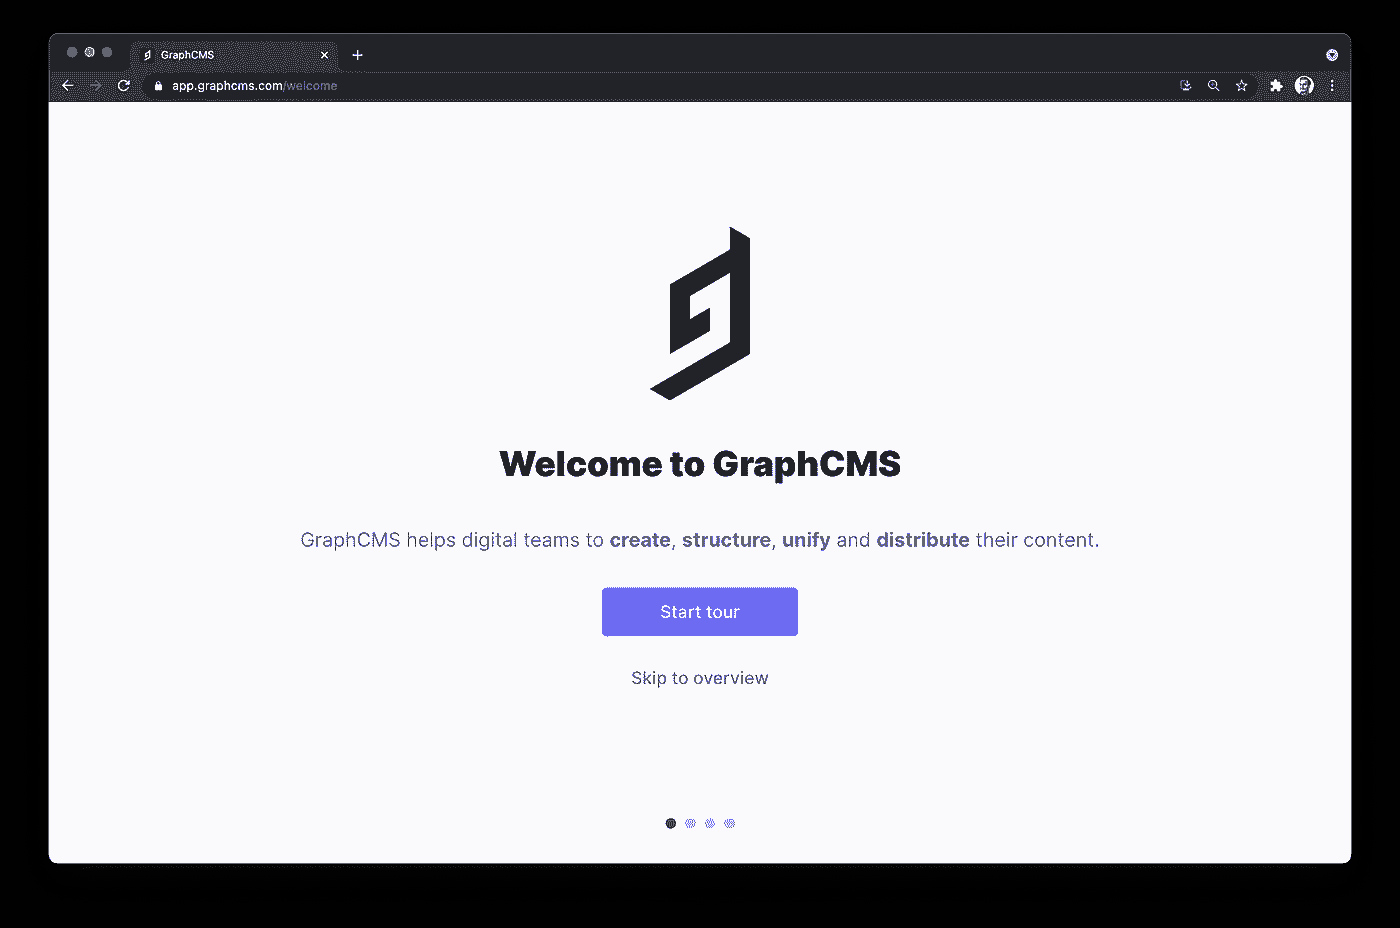 GraphCMS
app.graphcms.com/welcome
Welcome to GraphCMS
GraphCMS helps digital teams to create, structure, unify and distribute their content.
Start tour
Skip to overview